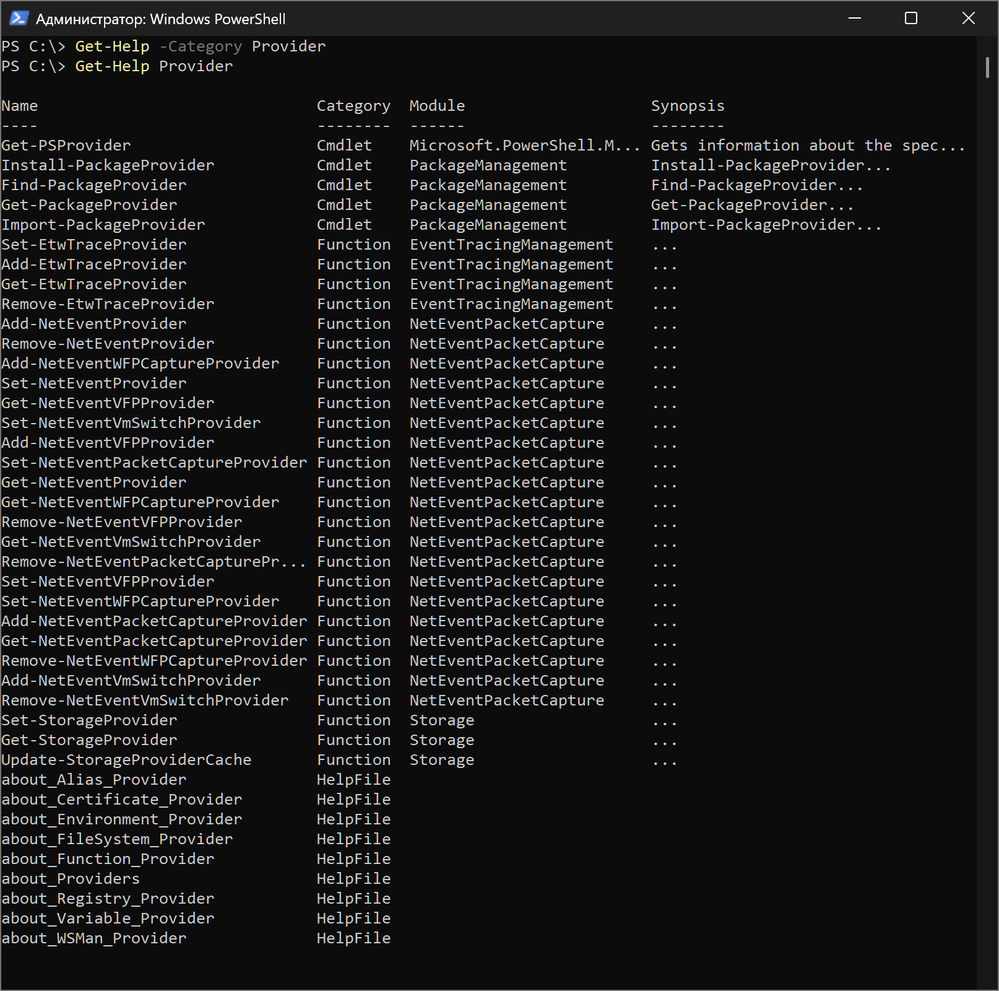 Администратор: Windows PowerShell
PS C:\> Get-Help -Category Provider
PS C:\> Get-Help Provider
Name Category Module Synopsis
---- -------- ------ --------
Get-PSProvider Cmdlet Microsoft.PowerShell.M... Gets information about the spec...
Install-PackageProvider Cmdlet PackageManagement Install-PackageProvider...
Find-PackageProvider Cmdlet PackageManagement Find-PackageProvider...
Get-PackageProvider Cmdlet PackageManagement Get-PackageProvider...
Import-PackageProvider Cmdlet PackageManagement Import-PackageProvider...
Set-EtwTraceProvider Function EventTracingManagement ...
Add-EtwTraceProvider Function EventTracingManagement ...
Get-EtwTraceProvider Function EventTracingManagement ...
Remove-EtwTraceProvider Function EventTracingManagement ...
Add-NetEventProvider Function NetEventPacketCapture ...
Remove-NetEventProvider Function NetEventPacketCapture ...
Add-NetEventWFPCaptureProvider Function NetEventPacketCapture ...
Set-NetEventProvider Function NetEventPacketCapture ...
Get-NetEventVFPProvider Function NetEventPacketCapture ...
Set-NetEventVmSwitchProvider Function NetEventPacketCapture ...
Add-NetEventVFPProvider Function NetEventPacketCapture ...
Set-NetEventPacketCaptureProvider Function NetEventPacketCapture ...
Get-NetEventProvider Function NetEventPacketCapture ...
Get-NetEventWFPCaptureProvider Function NetEventPacketCapture ...
Remove-NetEventVFPProvider Function NetEventPacketCapture ...
Get-NetEventVmSwitchProvider Function NetEventPacketCapture ...
Remove-NetEventPacketCapturePr... Function NetEventPacketCapture ...
Set-NetEventVFPProvider Function NetEventPacketCapture ...
Set-NetEventWFPCaptureProvider Function NetEventPacketCapture ...
Add-NetEventPacketCaptureProvider Function NetEventPacketCapture ...
Get-NetEventPacketCaptureProvider Function NetEventPacketCapture ...
Remove-NetEventWFPCaptureProvider Function NetEventPacketCapture ...
Add-NetEventVmSwitchProvider Function NetEventPacketCapture ...
Remove-NetEventVmSwitchProvider Function NetEventPacketCapture ...
Set-StorageProvider Function Storage ...
Get-StorageProvider Function Storage ...
Update-StorageProviderCache Function Storage ...
about_Alias_Provider HelpFile
about_Certificate_Provider HelpFile
about_Environment_Provider HelpFile
about_FileSystem_Provider HelpFile
about_Function_Provider HelpFile
about_Providers HelpFile
about_Registry_Provider HelpFile
about_Variable_Provider HelpFile
about_WSMan_Provider HelpFile